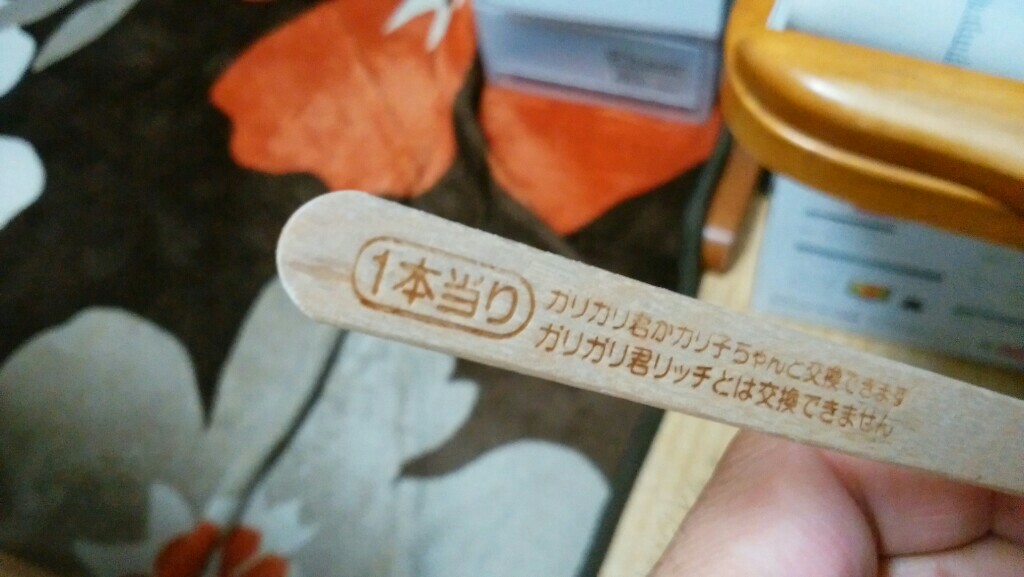 1本当り
ガリガリ君かガリ子ちゃんと交換できます
ガリガリ君リッチとは交換できません